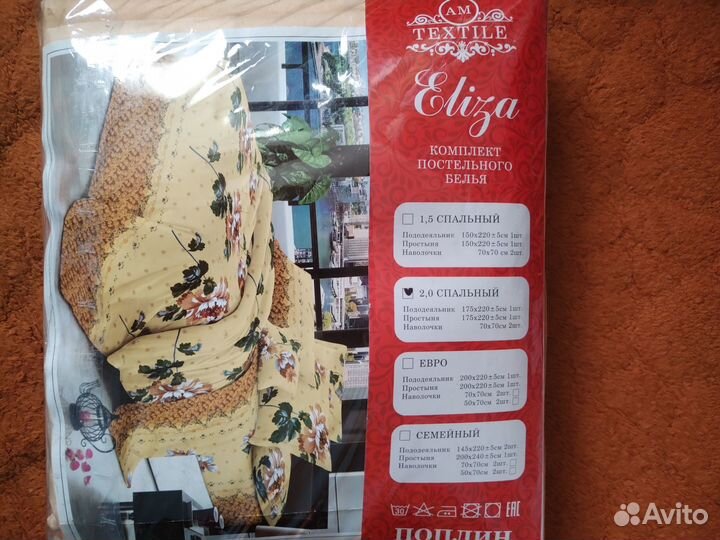 AM
TEXTILE
Eliza
КОМПЛЕКТ
ПОСТЕЛЬНОГО
БЕЛЬЯ
1,5 СПАЛЬНЫЙ
Пододеяльник 150х220±5см 1шт.
Простыня 150х220±5см 1шт.
Наволочки 70х70 см 2шт.
2,0 СПАЛЬНЫЙ
Пододеяльник 175х220±5см 1шт.
Простыня 175х220±5см 1шт.
Наволочки 70х70см 2шт.
ЕВРО
Пододеяльник 200х220±5см 1шт.
Простыня 200х220±5см 1шт.
Наволочки 70х70см 2шт.
50х70см 2шт.
СЕМЕЙНЫЙ
Пододеяльник 145х220±5см 2шт.
Простыня 200х240±5см 1шт.
Наволочки 70х70см 2шт.
50х70см 2шт.
30 EAC
ПОПЛИН
Avito